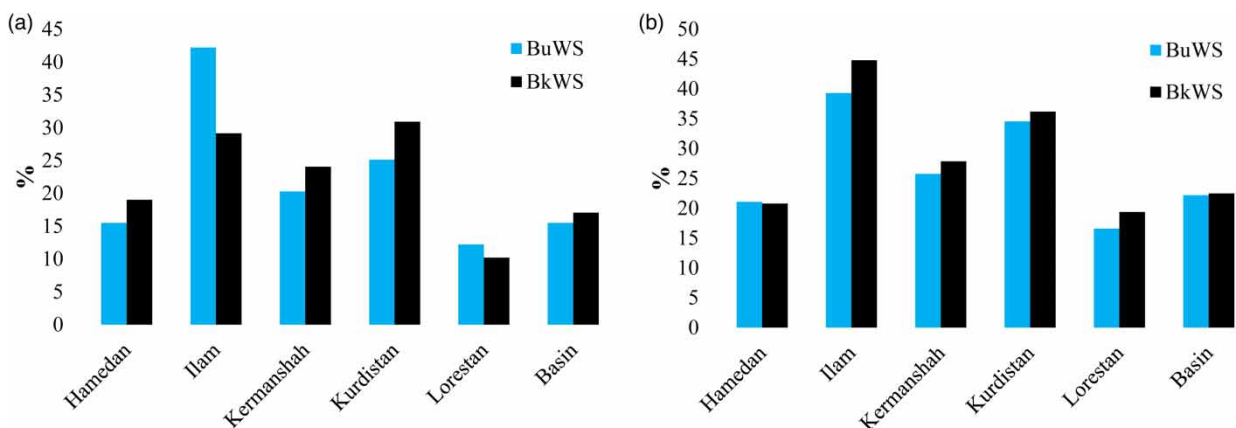 (a)
45
40
35
30
25
20
15
10
5
0
%
BuWS
BkWS
Hamedan
Ilam
Kermanshah
Kurdistan
Lorestan
Basin
(b)
50
45
40
35
30
25
20
15
10
5
0
%
BuWS
BkWS
Hamedan
Ilam
Kermanshah
Kurdistan
Lorestan
Basin